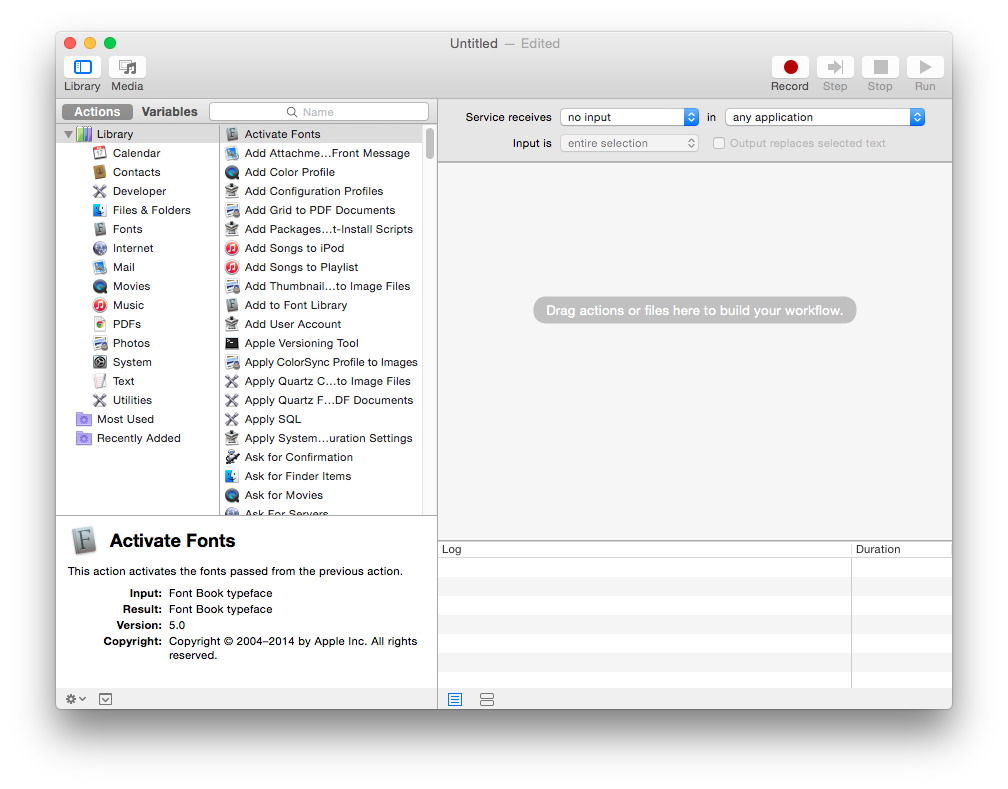 Untitled — Edited
Library Media Record Step Stop Run
Actions Variables Name
Service receives no input in any application
Input is entire selection Output replaces selected text
Library
Calendar
Contacts
Developer
Files & Folders
Fonts
Internet
Mail
Movies
Music
PDFs
Photos
System
Text
Utilities
Most Used
Recently Added
Activate Fonts
Add Attachme...Front Message
Add Color Profile
Add Configuration Profiles
Add Grid to PDF Documents
Add Packages...t-Install Scripts
Add Songs to iPod
Add Songs to Playlist
Add Thumbnail...to Image Files
Add to Font Library
Add User Account
Apple Versioning Tool
Apply ColorSync Profile to Images
Apply Quartz C...to Image Files
Apply Quartz F...DF Documents
Apply SQL
Apply System...uration Settings
Ask for Confirmation
Ask for Finder Items
Ask for Movies
Ask For Servers
Drag actions or files here to build your workflow.
Activate Fonts
This action activates the fonts passed from the previous action.
Input: Font Book typeface
Result: Font Book typeface
Version: 5.0
Copyright: Copyright © 2004–2014 by Apple Inc. All rights
reserved.
Log Duration